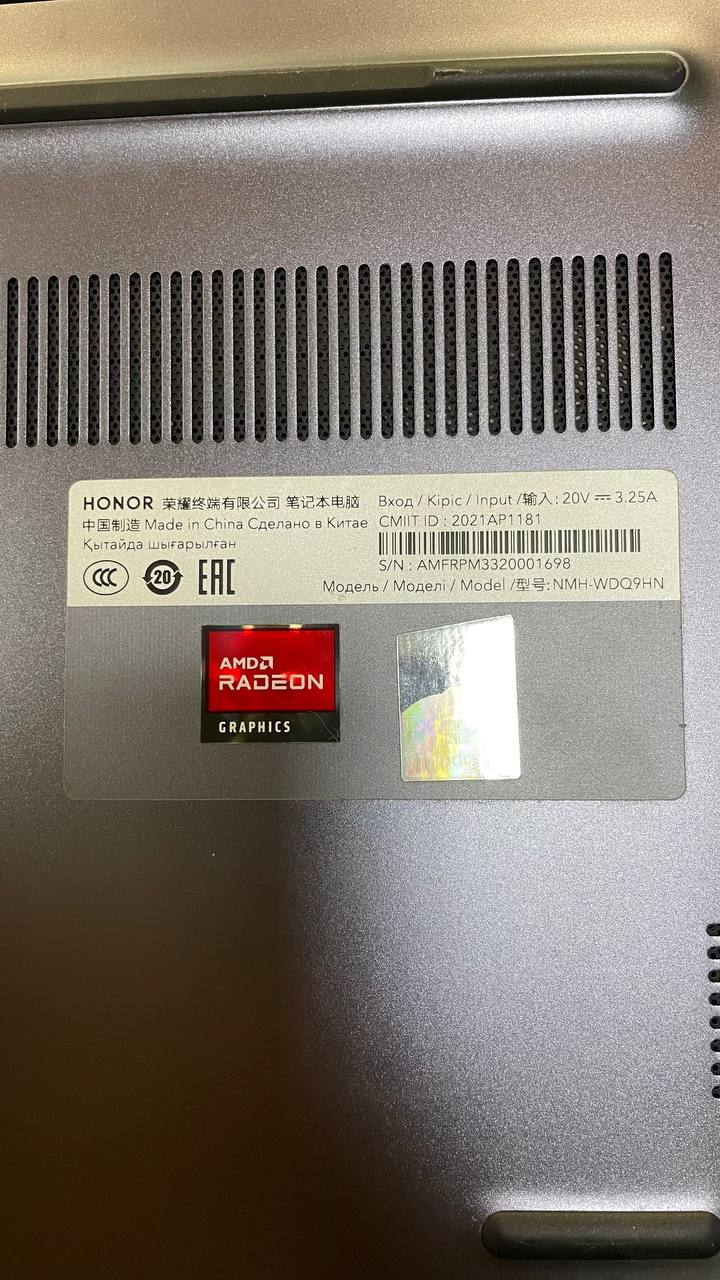 HONOR 荣耀终端有限公司 笔记本电脑
中国制造 Made in China Сделано в Китае
Қытайда шығарылған
CCC 20 EAC
Вход / Кіріс / Input /输入: 20V ⎓ 3.25A
CMIIT ID : 2021AP1181
S/N : AMFRPM3320001698
Модель / Моделі / Model /型号: NMH-WDQ9HN
AMD
RADEON
GRAPHICS